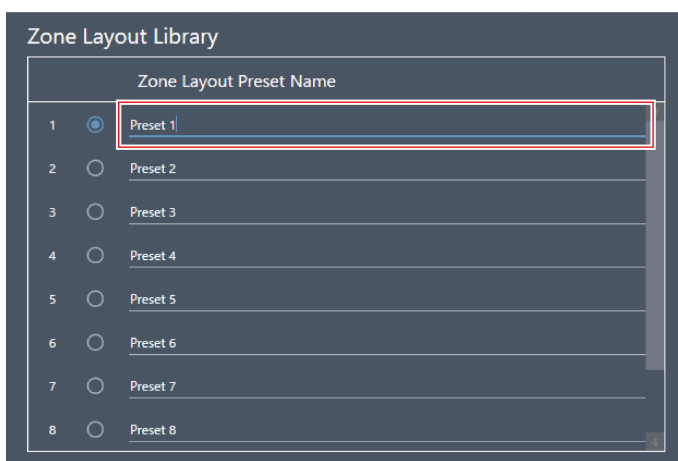 Zone Layout Library
Zone Layout Preset Name
1 Preset 1
2 Preset 2
3 Preset 3
4 Preset 4
5 Preset 5
6 Preset 6
7 Preset 7
8 Preset 8